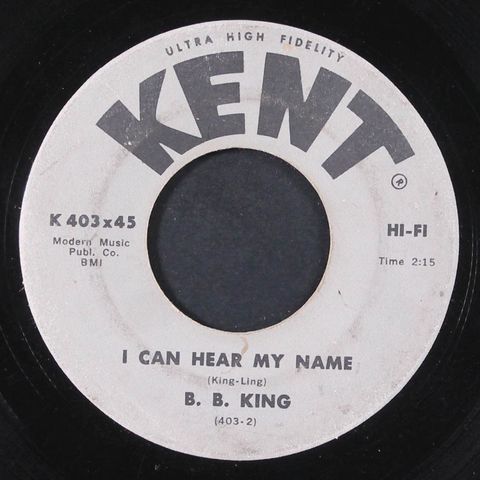 ULTRA HIGH FIDELITY
KENT
®
K 403x45
Modern Music
Publ. Co.
BMI
HI-FI
Time 2:15
I CAN HEAR MY NAME
(King-Ling)
B. B. KING
(403-2)